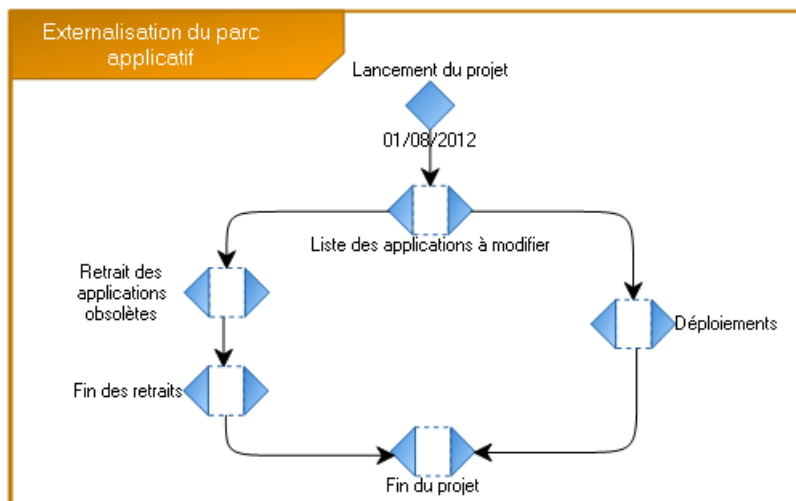 Externalisation du parc
applicatif
Lancement du projet
01/08/2012
Liste des applications à modifier
Retrait des
applications
obsolètes
Déploiements
Fin des retraits
Fin du projet